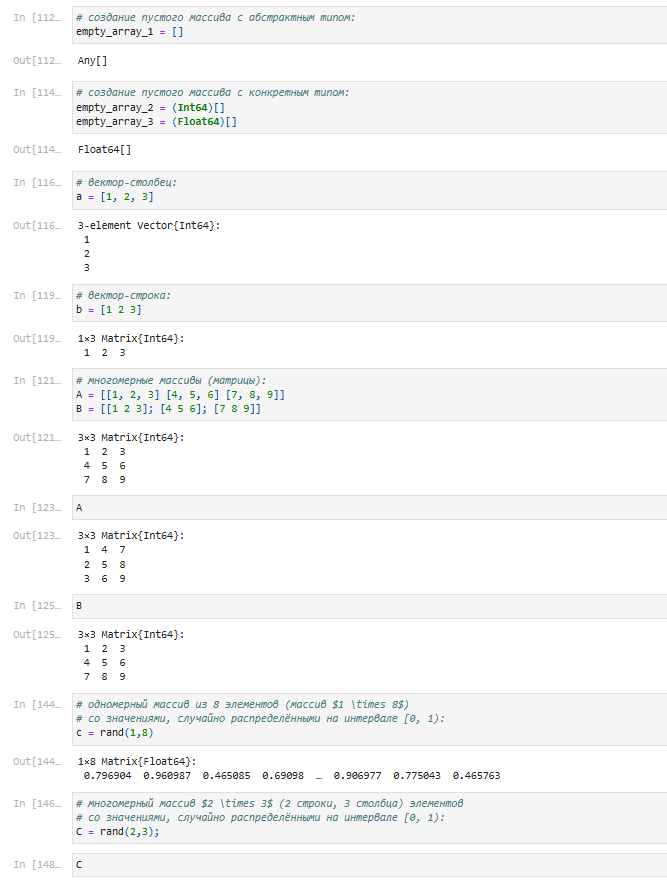 In [112…
# создание пустого массива с абстрактным типом:
empty_array_1 = []
Out[112…
Any[]
In [114…
# создание пустого массива с конкретным типом:
empty_array_2 = (Int64)[]
empty_array_3 = (Float64)[]
Out[114…
Float64[]
In [116…
# вектор-столбец:
a = [1, 2, 3]
Out[116…
3-element Vector{Int64}:
1
2
3
In [119…
# вектор-строка:
b = [1 2 3]
Out[119…
1×3 Matrix{Int64}:
1 2 3
In [121…
# многомерные массивы (матрицы):
A = [[1, 2, 3] [4, 5, 6] [7, 8, 9]]
B = [[1 2 3]; [4 5 6]; [7 8 9]]
Out[121…
3×3 Matrix{Int64}:
1 2 3
4 5 6
7 8 9
In [123…
A
Out[123…
3×3 Matrix{Int64}:
1 4 7
2 5 8
3 6 9
In [125…
B
Out[125…
3×3 Matrix{Int64}:
1 2 3
4 5 6
7 8 9
In [144…
# одномерный массив из 8 элементов (массив $1 \times 8$)
# со значениями, случайно распределёнными на интервале [0, 1):
c = rand(1,8)
Out[144…
1×8 Matrix{Float64}:
0.796904 0.960987 0.465085 0.69098 … 0.906977 0.775043 0.465763
In [146…
# многомерный массив $2 \times 3$ (2 строки, 3 столбца) элементов
# со значениями, случайно распределёнными на интервале [0, 1):
C = rand(2,3);
In [148…
C